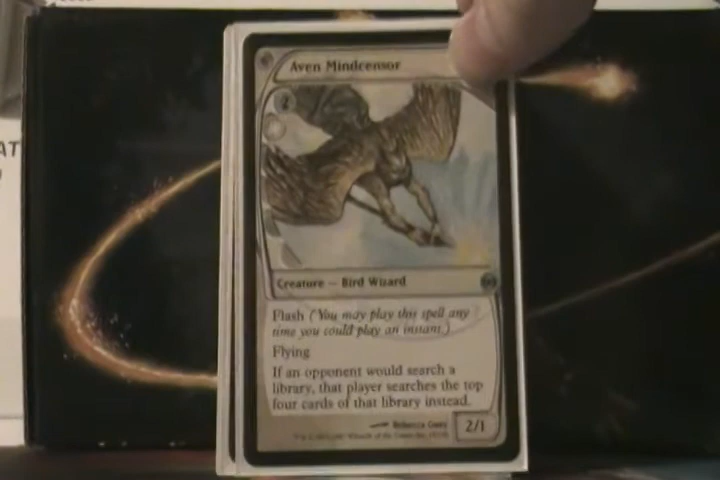 Aven Mindcensor
2
Creature — Bird Wizard
Flash (You may play this spell any
time you could play an instant.)
Flying
If an opponent would search a
library, that player searches the top
four cards of that library instead.
Rebecca Guay
2/1
AT